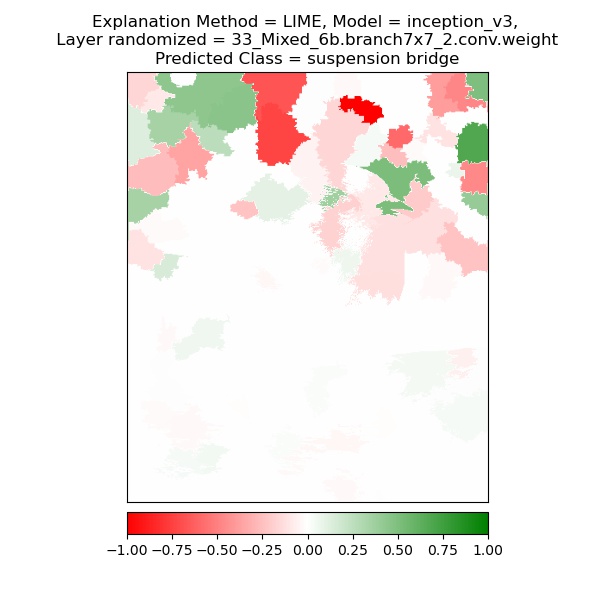 Explanation Method = LIME, Model = inception_v3,
Layer randomized = 33_Mixed_6b.branch7x7_2.conv.weight
Predicted Class = suspension bridge
−1.00 −0.75 −0.50 −0.25 0.00 0.25 0.50 0.75 1.00